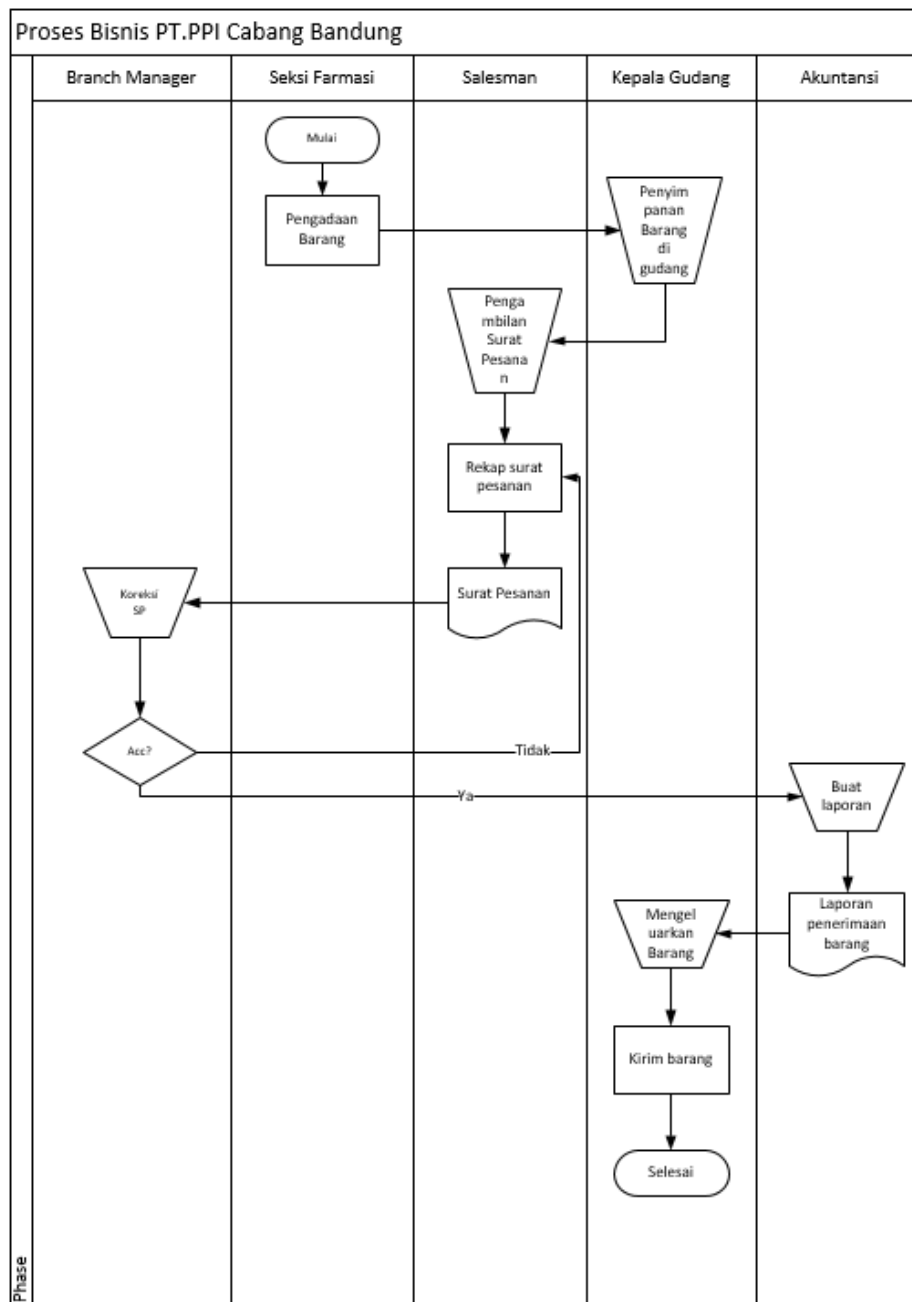 Proses Bisnis PT.PPI Cabang Bandung
Branch Manager
Seksi Farmasi
Salesman
Kepala Gudang
Akuntansi
Mulai
Pengadaan
Barang
Penyim
panan
Barang
di
gudang
Penga
mbilan
Surat
Pesana
n
Rekap surat
pesanan
Surat Pesanan
Koreksi
SP
Acc?
Tidak
Ya
Buat
laporan
Laporan
penerimaan
barang
Mengel
uarkan
Barang
Kirim barang
Selesai
Phase